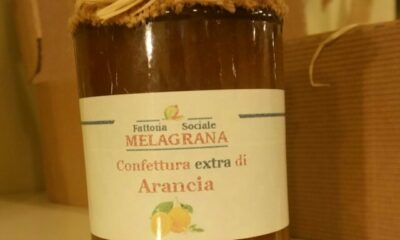 Fattoria Sociale
MELAGRANA
Confettura extra di
Arancia